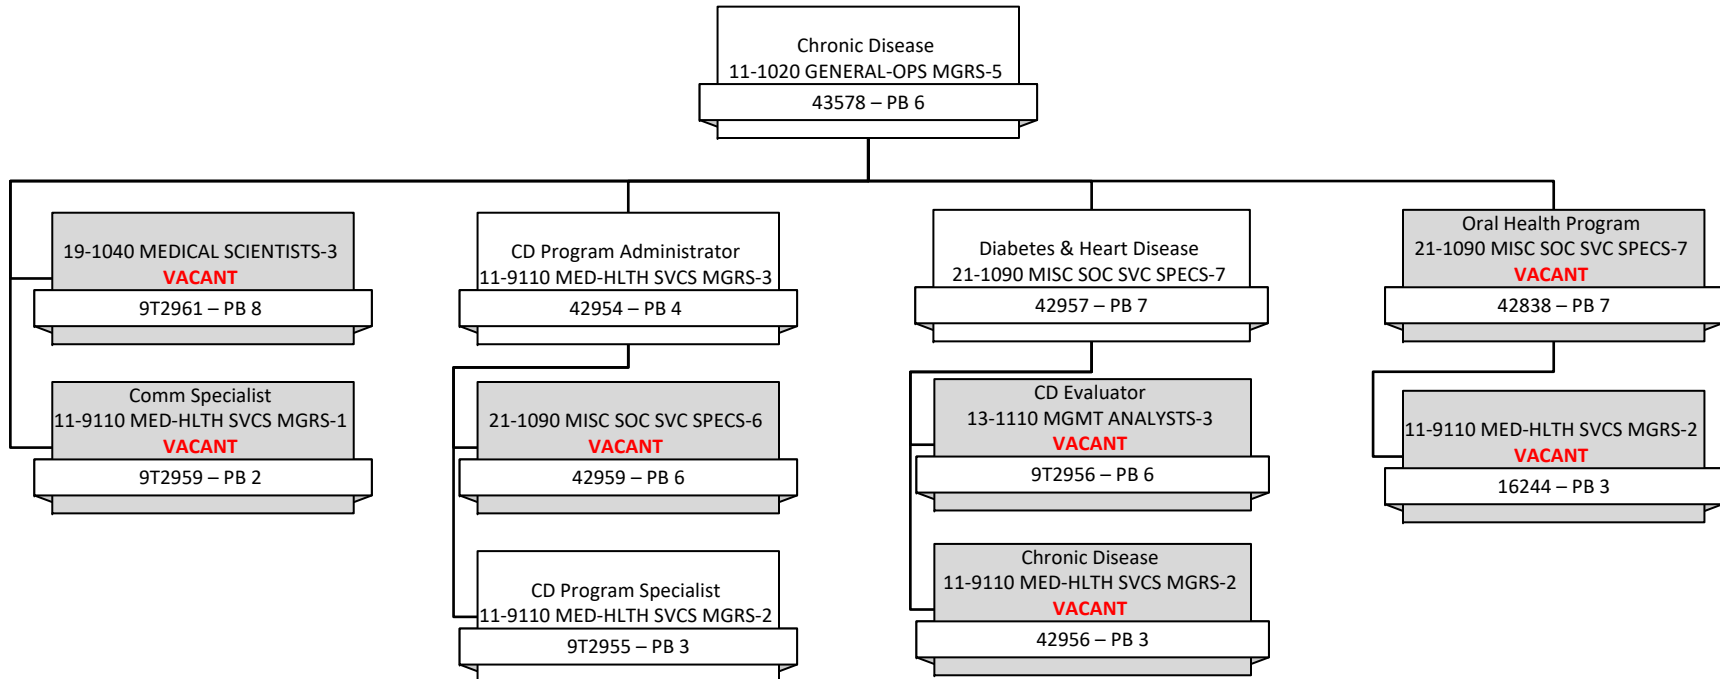 Chronic Disease
11-1020 GENERAL-OPS MGRS-5
43578 – PB 6
19-1040 MEDICAL SCIENTISTS-3
VACANT
9T2961 – PB 8
CD Program Administrator
11-9110 MED-HLTH SVCS MGRS-3
42954 – PB 4
Diabetes & Heart Disease
21-1090 MISC SOC SVC SPECS-7
42957 – PB 7
Oral Health Program
21-1090 MISC SOC SVC SPECS-7
VACANT
42838 – PB 7
Comm Specialist
11-9110 MED-HLTH SVCS MGRS-1
VACANT
9T2959 – PB 2
21-1090 MISC SOC SVC SPECS-6
VACANT
42959 – PB 6
CD Evaluator
13-1110 MGMT ANALYSTS-3
VACANT
9T2956 – PB 6
11-9110 MED-HLTH SVCS MGRS-2
VACANT
16244 – PB 3
CD Program Specialist
11-9110 MED-HLTH SVCS MGRS-2
9T2955 – PB 3
Chronic Disease
11-9110 MED-HLTH SVCS MGRS-2
VACANT
42956 – PB 3